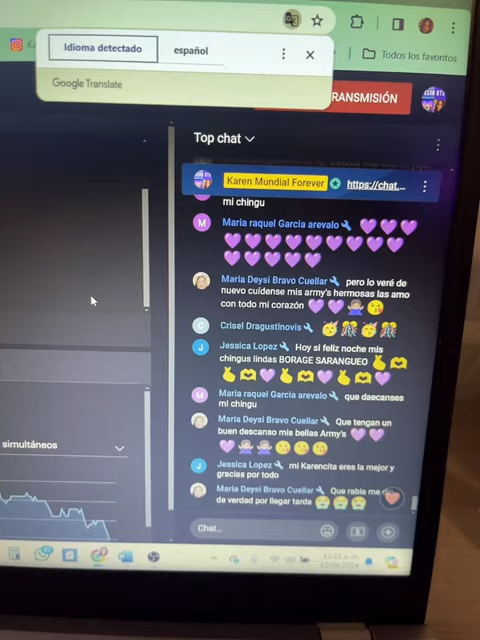 Idioma detectado español
Google Translate
Todos los favoritos
RANSMISIÓN
Top chat
Karen Mundial Forever https://chat....
mi chingu
Maria raquel Garcia arevalo 💜💜💜
💜💜💜💜💜💜💜💜💜
💜💜💜💜💜
Maria Deysi Bravo Cuellar pero lo veré de
nuevo cuídense mis army's hermosas las amo
con todo mi corazón 💜💜🙅🏻‍♀️😘
Crisel Dragustinovis 🥳🎊🥳🎊
Jessica Lopez Hoy si feliz noche mis
chingus lindas BORAGE SARANGUEO 🫰🫶
🫰🫶💜🫰🫶💜🫰🫶💜
Maria raquel Garcia arevalo que daecanses
mi chingu
Maria Deysi Bravo Cuellar Que tengan un
buen descanso mis bellas Army's 💜💜
💜🙅🏻‍♀️🙅🏻‍♀️😘😘😘
Jessica Lopez mi Karencita eres la mejor y
gracias por todo
Maria Deysi Bravo Cuellar Que rabia me
de verdad por llegar tarde 😭😭😭
simultáneos
Chat...
12/04/2024